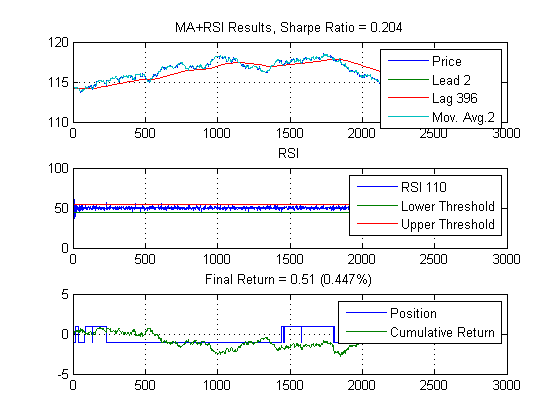 MA+RSI Results, Sharpe Ratio = 0.204
120
115
110
Price
Lead 2
Lag 396
Mov. Avg.2
0 500 1000 1500 2000 2500 3000
RSI
100
50
0
RSI 110
Lower Threshold
Upper Threshold
0 500 1000 1500 2000 2500 3000
Final Return = 0.51 (0.447%)
5
0
-5
Position
Cumulative Return
0 500 1000 1500 2000 2500 3000